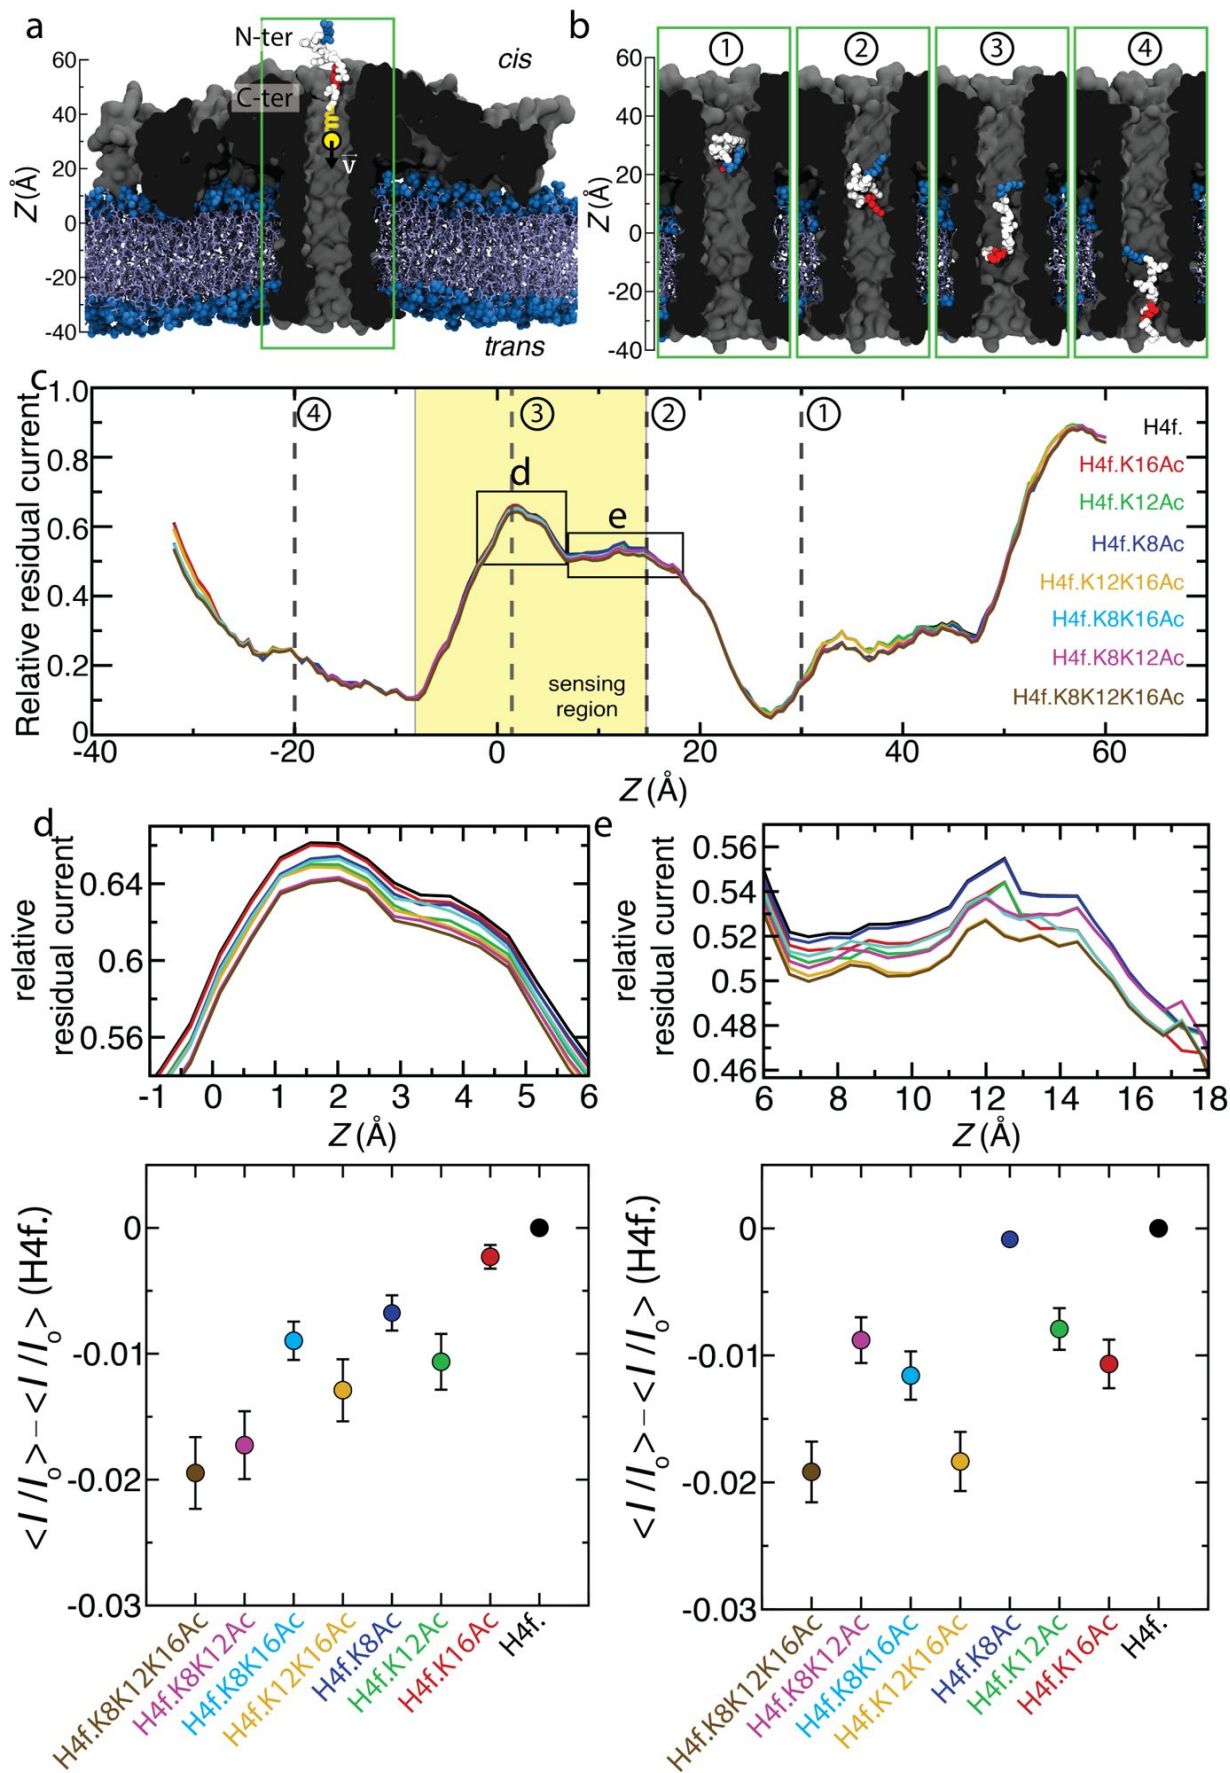 a
Z(Å)
60
40
20
0
-20
-40
N-ter
C-ter
v
cis
trans
b
Z(Å)
60
40
20
0
-20
-40
1
2
3
4
c
Relative residual current
1.0
0.8
0.6
0.4
0.2
0
4
3
2
1
d
e
sensing
region
H4f.
H4f.K16Ac
H4f.K12Ac
H4f.K8Ac
H4f.K12K16Ac
H4f.K8K16Ac
H4f.K8K12Ac
H4f.K8K12K16Ac
-40
-20
0
20
40
60
Z (Å)
d
relative
residual current
0.64
0.6
0.56
-1 0 1 2 3 4 5 6
Z (Å)
e
relative
residual current
0.56
0.54
0.52
0.5
0.48
0.46
6 8 10 12 14 16 18
Z (Å)
<I /Io>−<I /Io> (H4f.)
0
-0.01
-0.02
-0.03
H4f.K8K12K16Ac
H4f.K8K12Ac
H4f.K8K16Ac
H4f.K12K16Ac
H4f.K8Ac
H4f.K12Ac
H4f.K16Ac
H4f.
<I /Io>−<I /Io> (H4f.)
0
-0.01
-0.02
-0.03
H4f.K8K12K16Ac
H4f.K8K12Ac
H4f.K8K16Ac
H4f.K12K16Ac
H4f.K8Ac
H4f.K12Ac
H4f.K16Ac
H4f.